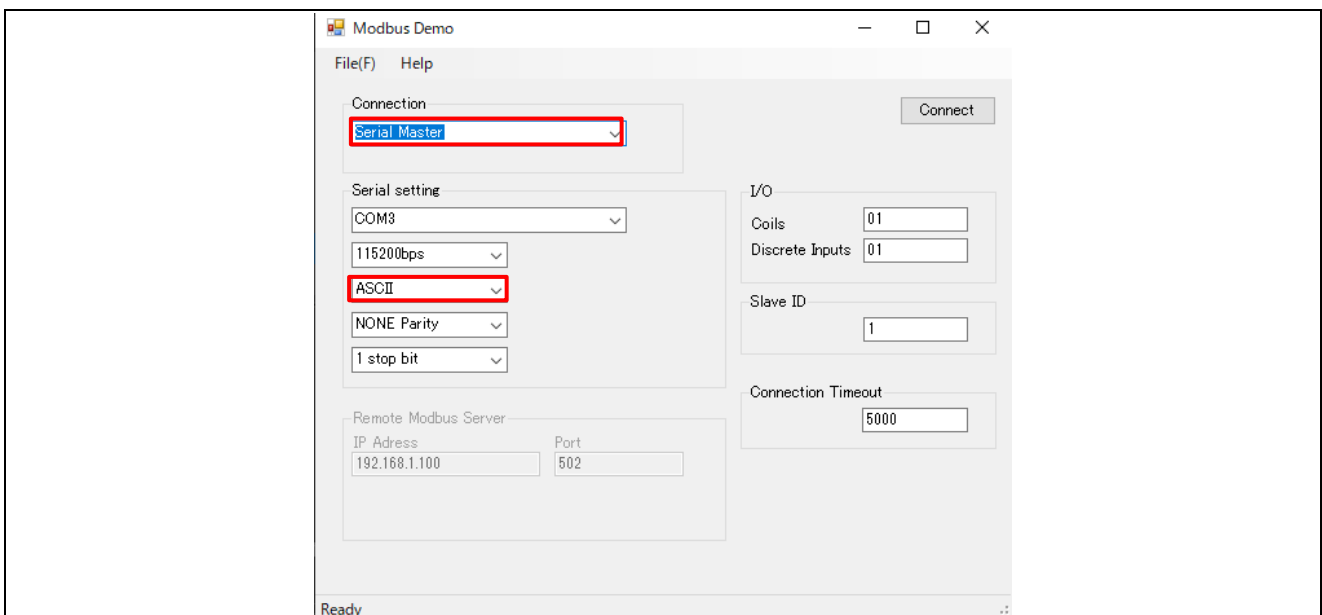 Modbus Demo
File(F) Help
Connection
Serial Master
Connect
Serial setting
COM3
115200bps
ASCII
NONE Parity
1 stop bit
I/O
Coils 01
Discrete Inputs 01
Slave ID
1
Connection Timeout
5000
Remote Modbus Server
IP Adress Port
192.168.1.100 502
Ready